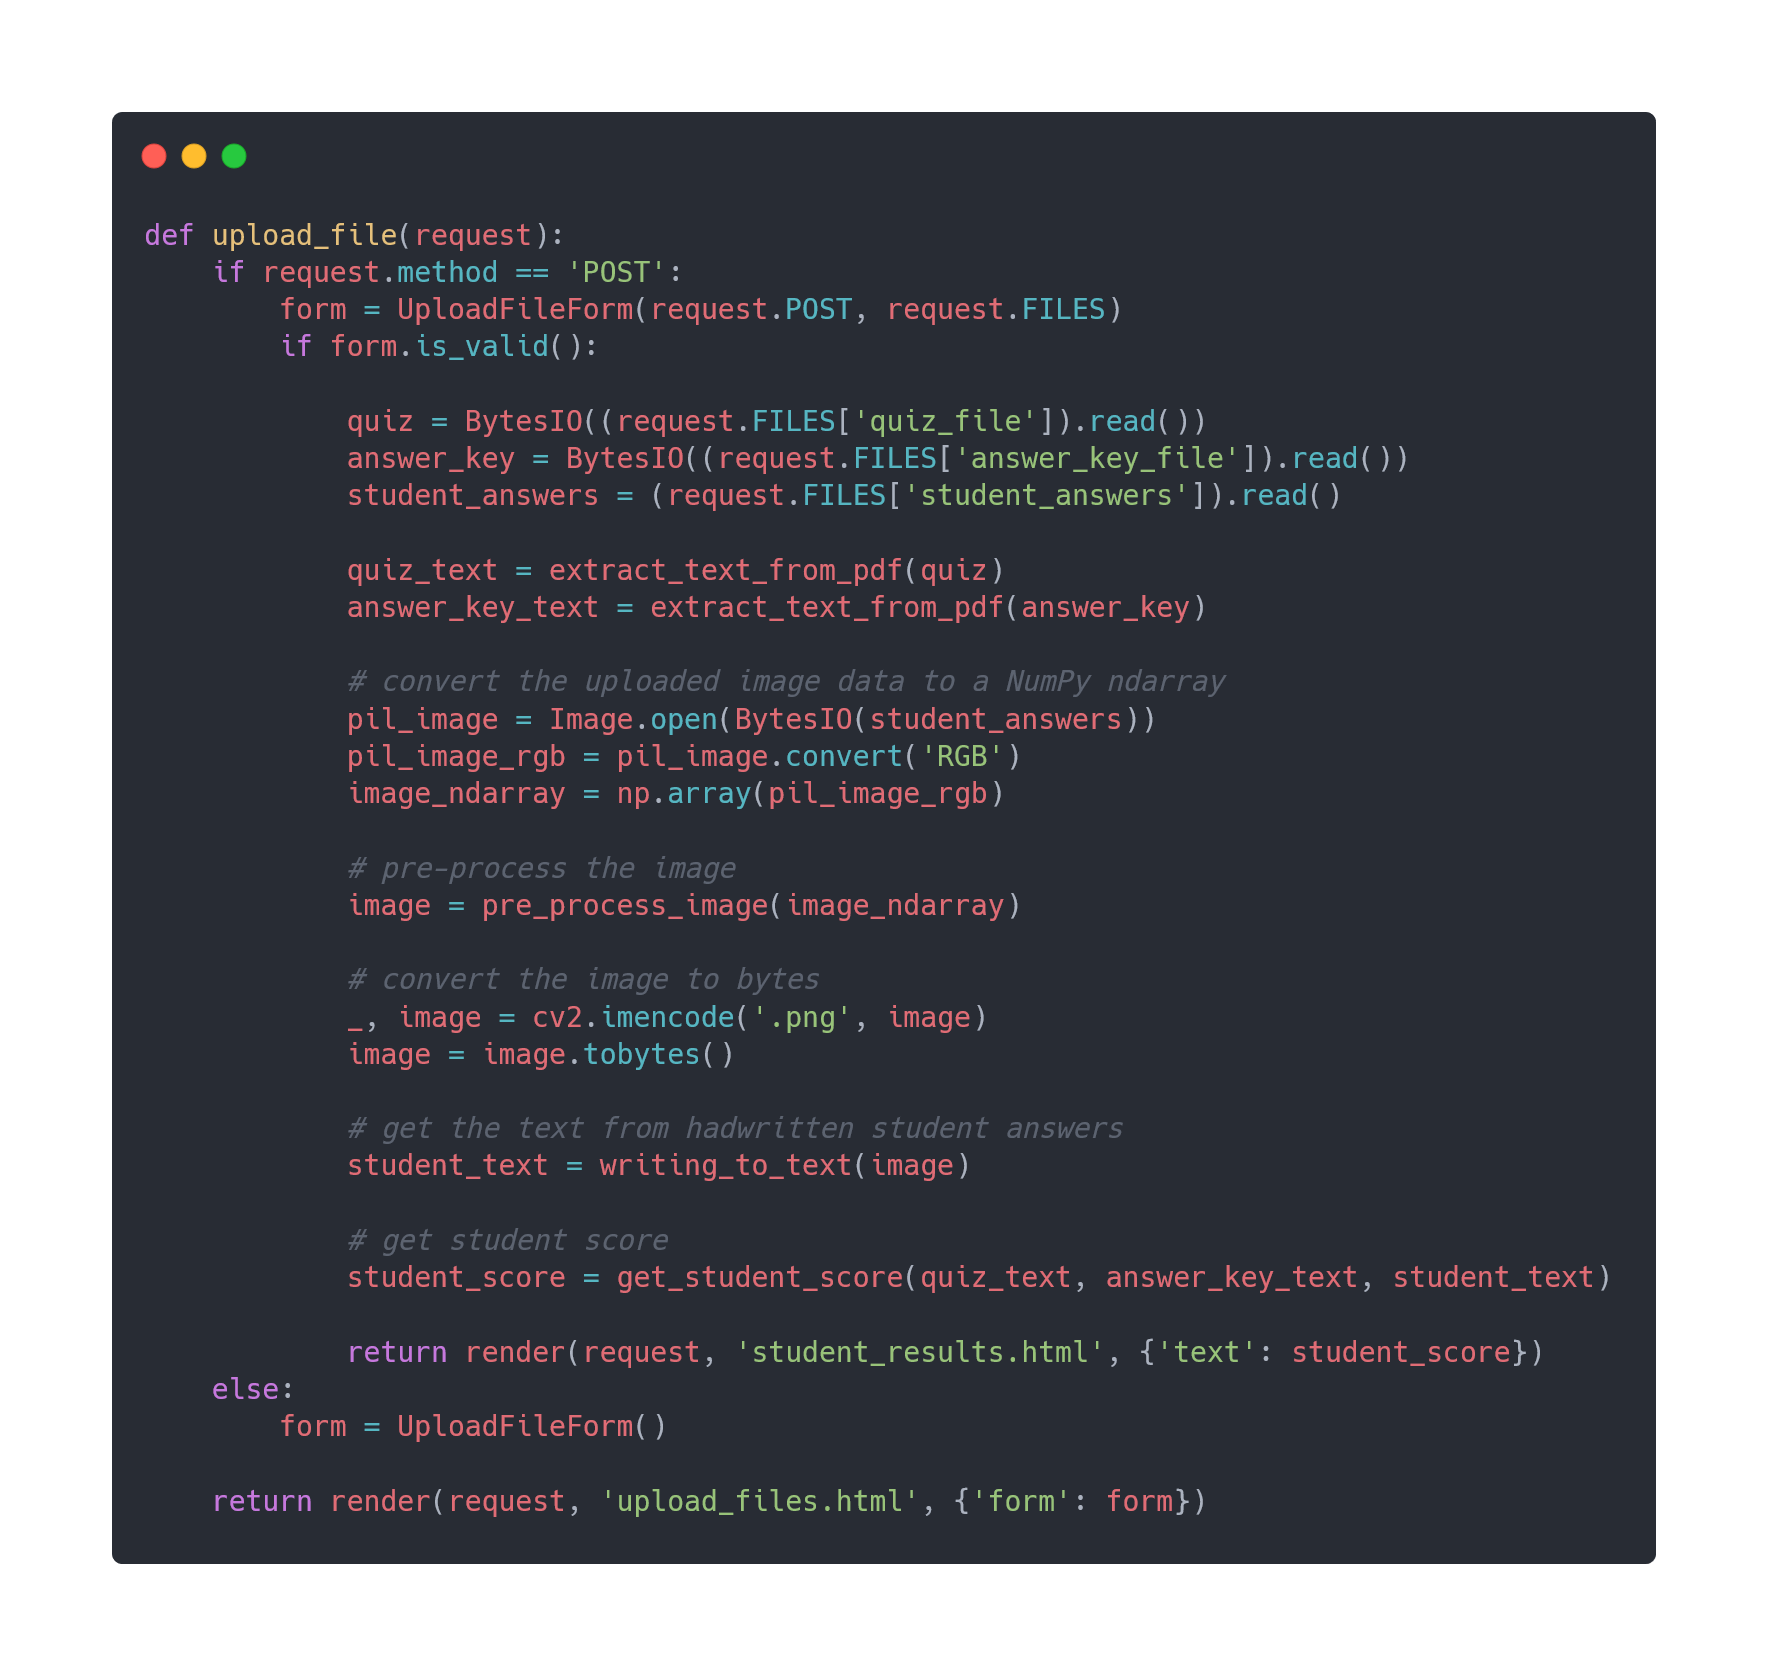 def upload_file(request):
    if request.method == 'POST':
        form = UploadFileForm(request.POST, request.FILES)
        if form.is_valid():

            quiz = BytesIO((request.FILES['quiz_file']).read())
            answer_key = BytesIO((request.FILES['answer_key_file']).read())
            student_answers = (request.FILES['student_answers']).read()

            quiz_text = extract_text_from_pdf(quiz)
            answer_key_text = extract_text_from_pdf(answer_key)

            # convert the uploaded image data to a NumPy ndarray
            pil_image = Image.open(BytesIO(student_answers))
            pil_image_rgb = pil_image.convert('RGB')
            image_ndarray = np.array(pil_image_rgb)

            # pre-process the image
            image = pre_process_image(image_ndarray)

            # convert the image to bytes
            _, image = cv2.imencode('.png', image)
            image = image.tobytes()

            # get the text from hadwritten student answers
            student_text = writing_to_text(image)

            # get student score
            student_score = get_student_score(quiz_text, answer_key_text, student_text)

            return render(request, 'student_results.html', {'text': student_score})
    else:
        form = UploadFileForm()

    return render(request, 'upload_files.html', {'form': form})